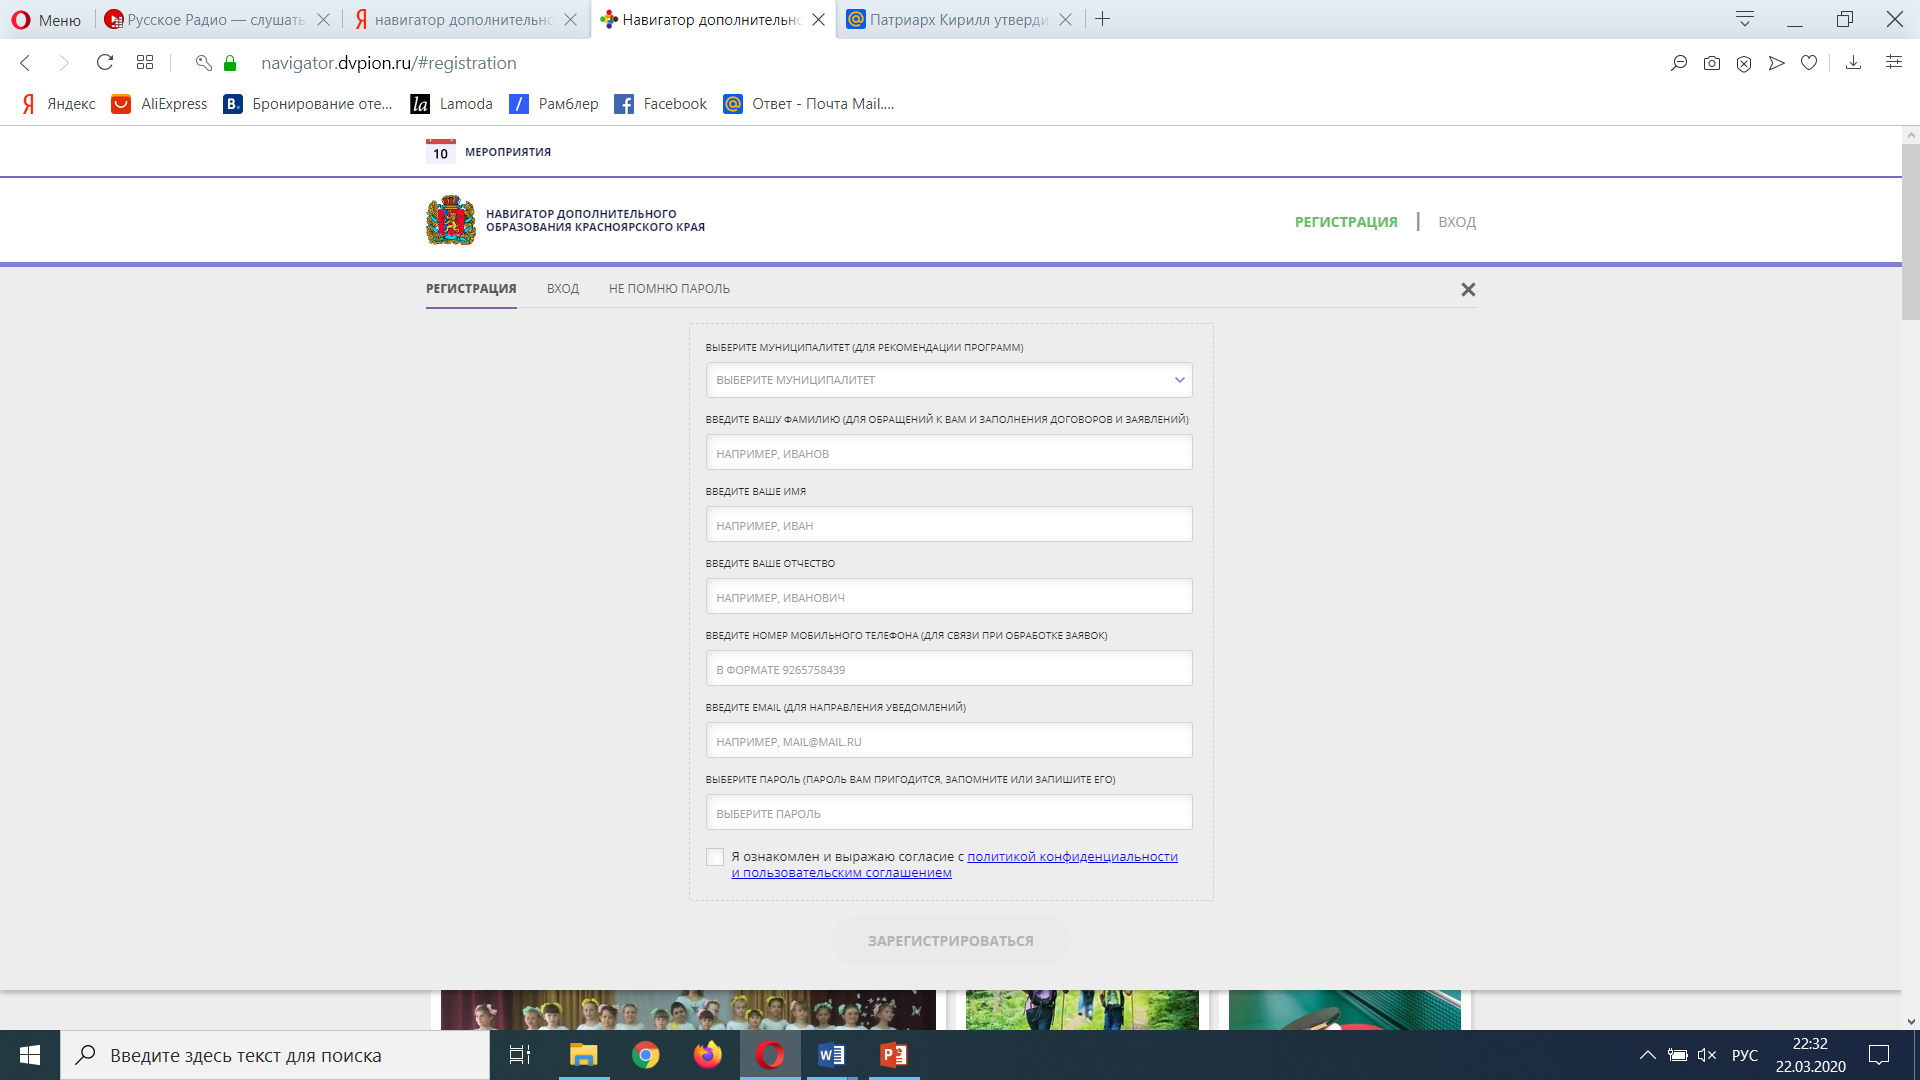 Меню
Русское Радио — слушать
навигатор дополнительно
Навигатор дополнительно
Патриарх Кирилл утверди
navigator.dvpion.ru/#registration
Яндекс
AliExpress
Бронирование оте...
Lamoda
Рамблер
Facebook
Ответ - Почта Mail....
10 МЕРОПРИЯТИЯ
НАВИГАТОР ДОПОЛНИТЕЛЬНОГО
ОБРАЗОВАНИЯ КРАСНОЯРСКОГО КРАЯ
РЕГИСТРАЦИЯ | ВХОД
РЕГИСТРАЦИЯ ВХОД НЕ ПОМНЮ ПАРОЛЬ
ВЫБЕРИТЕ МУНИЦИПАЛИТЕТ (ДЛЯ РЕКОМЕНДАЦИИ ПРОГРАММ)
ВЫБЕРИТЕ МУНИЦИПАЛИТЕТ
ВВЕДИТЕ ВАШУ ФАМИЛИЮ (ДЛЯ ОБРАЩЕНИЙ К ВАМ И ЗАПОЛНЕНИЯ ДОГОВОРОВ И ЗАЯВЛЕНИЙ)
НАПРИМЕР, ИВАНОВ
ВВЕДИТЕ ВАШЕ ИМЯ
НАПРИМЕР, ИВАН
ВВЕДИТЕ ВАШЕ ОТЧЕСТВО
НАПРИМЕР, ИВАНОВИЧ
ВВЕДИТЕ НОМЕР МОБИЛЬНОГО ТЕЛЕФОНА (ДЛЯ СВЯЗИ ПРИ ОБРАБОТКЕ ЗАЯВОК)
В ФОРМАТЕ 9265758439
ВВЕДИТЕ EMAIL (ДЛЯ НАПРАВЛЕНИЯ УВЕДОМЛЕНИЙ)
НАПРИМЕР, MAIL@MAIL.RU
ВЫБЕРИТЕ ПАРОЛЬ (ПАРОЛЬ ВАМ ПРИГОДИТСЯ, ЗАПОМНИТЕ ИЛИ ЗАПИШИТЕ ЕГО)
ВЫБЕРИТЕ ПАРОЛЬ
Я ознакомлен и выражаю согласие с политикой конфиденциальности
и пользовательским соглашением
ЗАРЕГИСТРИРОВАТЬСЯ
Введите здесь текст для поиска
РУС
22:32
22.03.2020